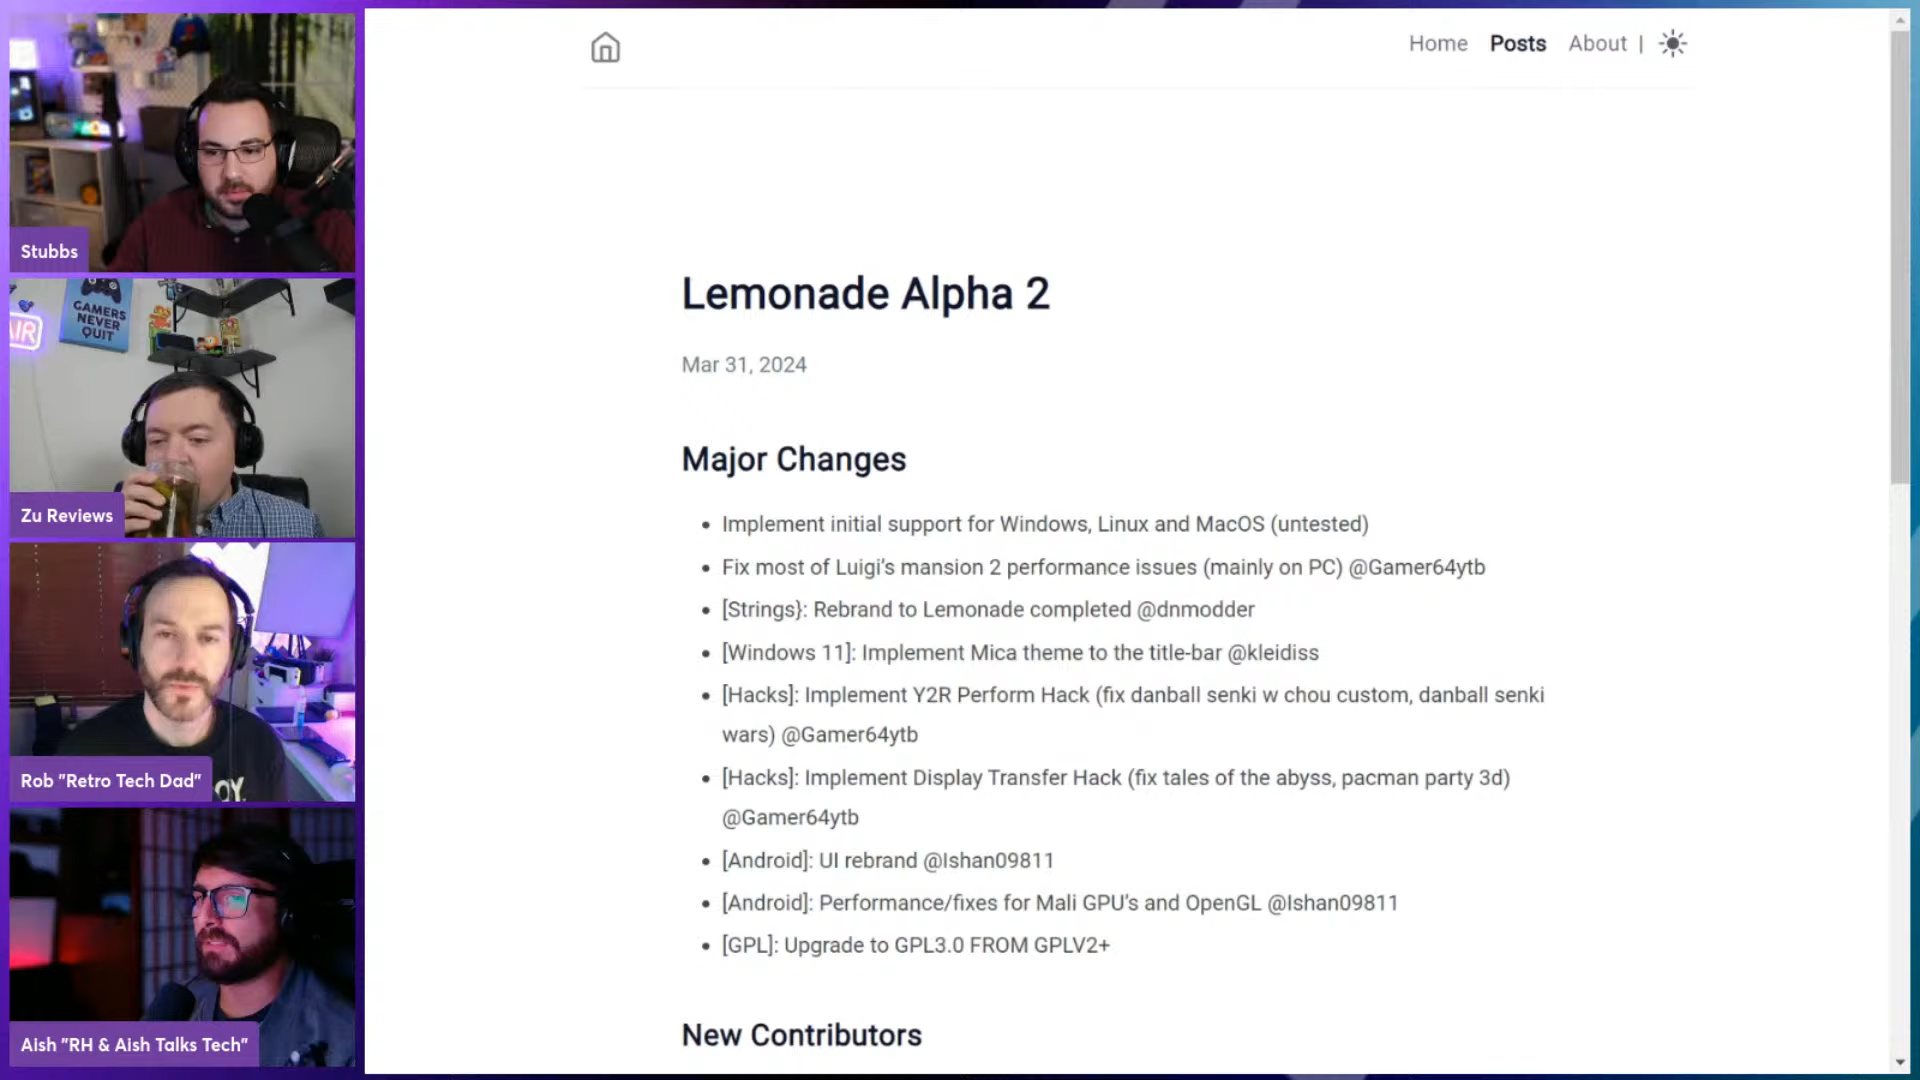 Home Posts About |
Lemonade Alpha 2
Mar 31, 2024
Major Changes
Implement initial support for Windows, Linux and MacOS (untested)
Fix most of Luigi's mansion 2 performance issues (mainly on PC) @Gamer64ytb
[Strings}: Rebrand to Lemonade completed @dnmodder
[Windows 11]: Implement Mica theme to the title-bar @kleidiss
[Hacks]: Implement Y2R Perform Hack (fix danball senki w chou custom, danball senki
wars) @Gamer64ytb
[Hacks]: Implement Display Transfer Hack (fix tales of the abyss, pacman party 3d)
@Gamer64ytb
[Android]: UI rebrand @Ishan09811
[Android]: Performance/fixes for Mali GPU's and OpenGL @Ishan09811
[GPL]: Upgrade to GPL3.0 FROM GPLV2+
New Contributors
Stubbs
GAMERS
NEVER
QUIT
AIR
Zu Reviews
OY.
Rob "Retro Tech Dad"
Aish "RH & Aish Talks Tech"